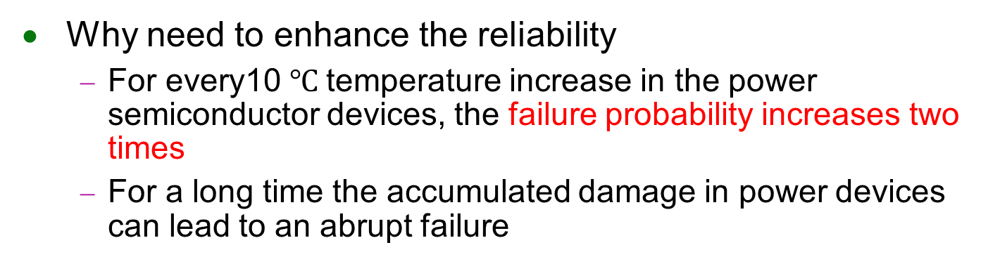 • Why need to enhance the reliability
– For every10 ℃ temperature increase in the power
semiconductor devices, the failure probability increases two
times
– For a long time the accumulated damage in power devices
can lead to an abrupt failure